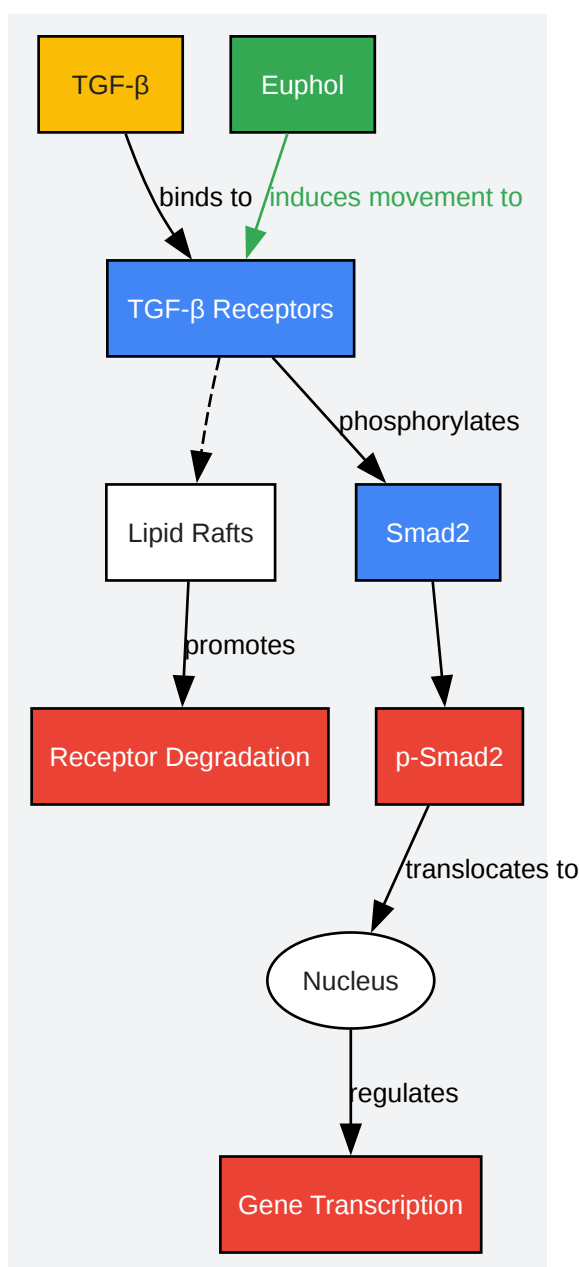 TGF-β
Euphol
binds to
induces movement to
TGF-β Receptors
phosphorylates
Lipid Rafts
Smad2
promotes
Receptor Degradation
p-Smad2
translocates to
Nucleus
regulates
Gene Transcription